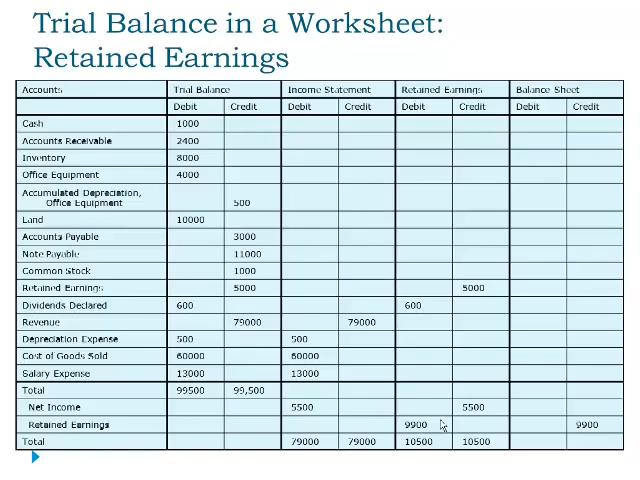 Trial Balance in a Worksheet:
Retained Earnings
Accounts Trial Balance Income Statement Retained Earnings Balance Sheet
Debit Credit Debit Credit Debit Credit Debit Credit
Cash 1000
Accounts Receivable 2400
Inventory 8000
Office Equipment 4000
Accumulated Depreciation,
Office Equipment 500
Land 10000
Accounts Payable 3000
Note Payable 11000
Common Stock 1000
Retained Earnings 5000 5000
Dividends Declared 600 600
Revenue 79000 79000
Depreciation Expense 500 500
Cost of Goods Sold 60000 60000
Salary Expense 13000 13000
Total 99500 99,500
Net Income 5500 5500
Retained Earnings 9900 9900
Total 79000 79000 10500 10500